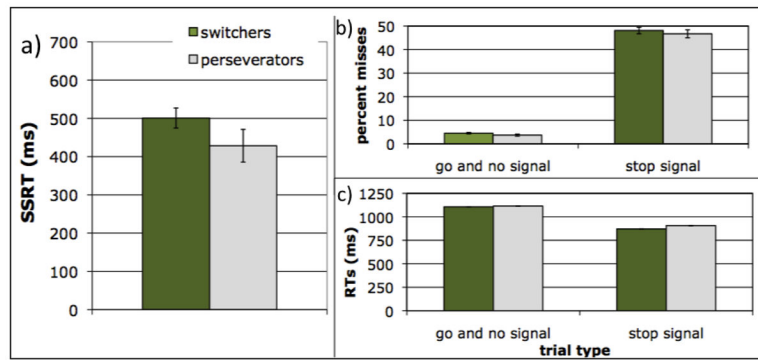 a)
switchers
perseverators
700
600
500
400
300
200
100
0
SSRT (ms)
b)
50
40
30
20
10
0
percent misses
go and no signal stop signal
c)
1250
1000
750
500
250
0
RTs (ms)
go and no signal stop signal
trial type